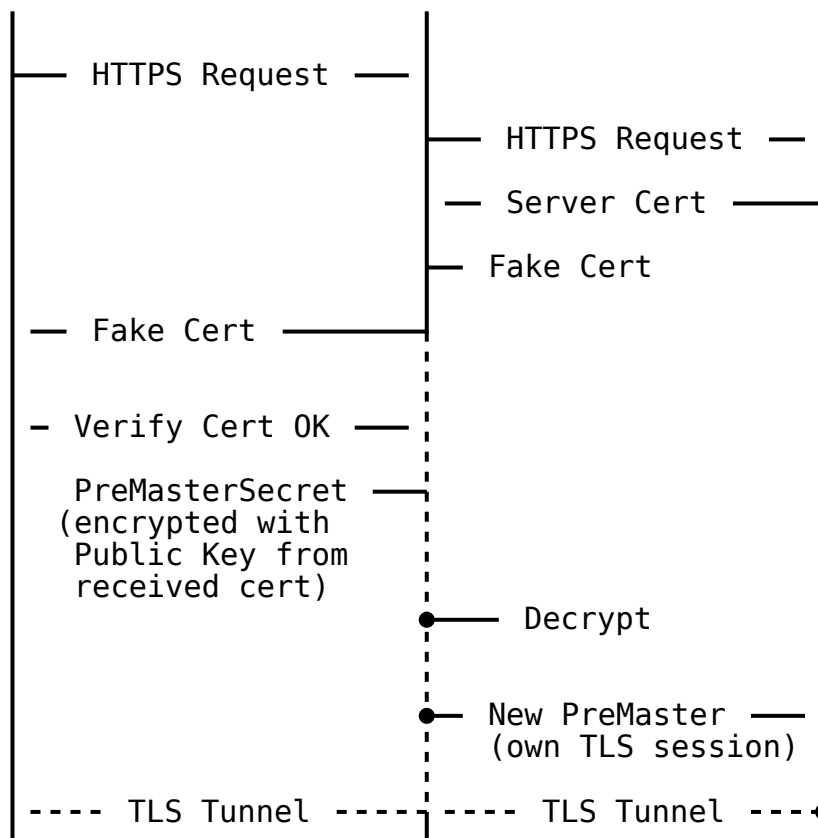 HTTPS Request
HTTPS Request
Server Cert
Fake Cert
Fake Cert
Verify Cert OK
PreMasterSecret
(encrypted with
Public Key from
received cert)
Decrypt
New PreMaster
(own TLS session)
TLS Tunnel
TLS Tunnel